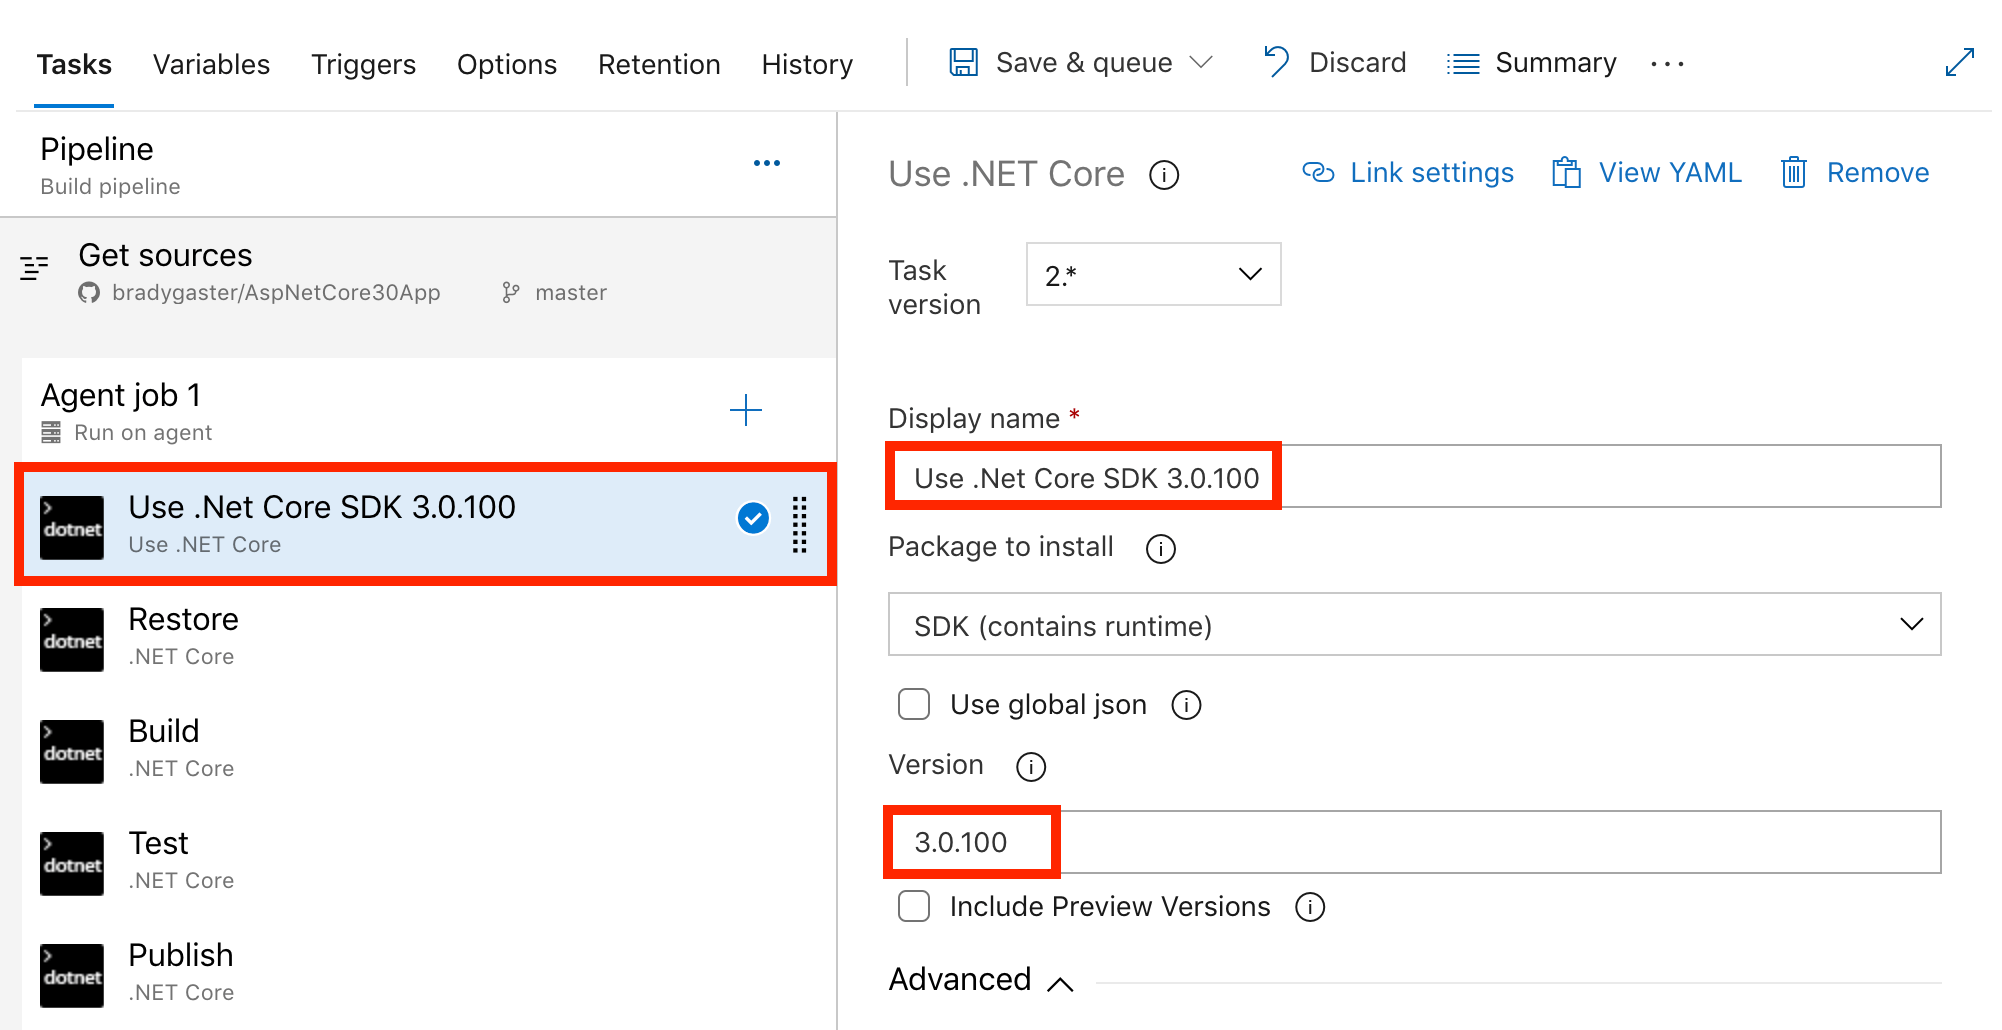 Tasks Variables Triggers Options Retention History Save & queue Discard Summary ...
Pipeline
Build pipeline
Get sources
bradygaster/AspNetCore30App master
Agent job 1
Run on agent
dotnet
Use .Net Core SDK 3.0.100
Use .NET Core
dotnet
Restore
.NET Core
dotnet
Build
.NET Core
dotnet
Test
.NET Core
dotnet
Publish
.NET Core
Use .NET Core Link settings View YAML Remove
Task
version
2.*
Display name *
Use .Net Core SDK 3.0.100
Package to install
SDK (contains runtime)
Use global json
Version
3.0.100
Include Preview Versions
Advanced